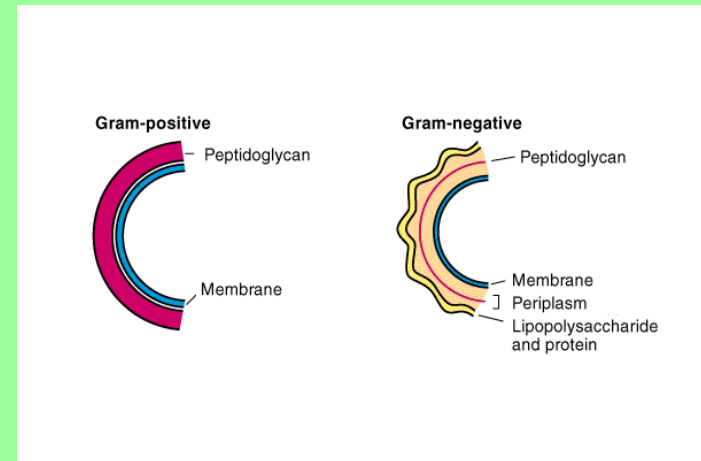 Gram-positive
Peptidoglycan
Membrane
Gram-negative
Peptidoglycan
Membrane
Periplasm
Lipopolysaccharide
and protein